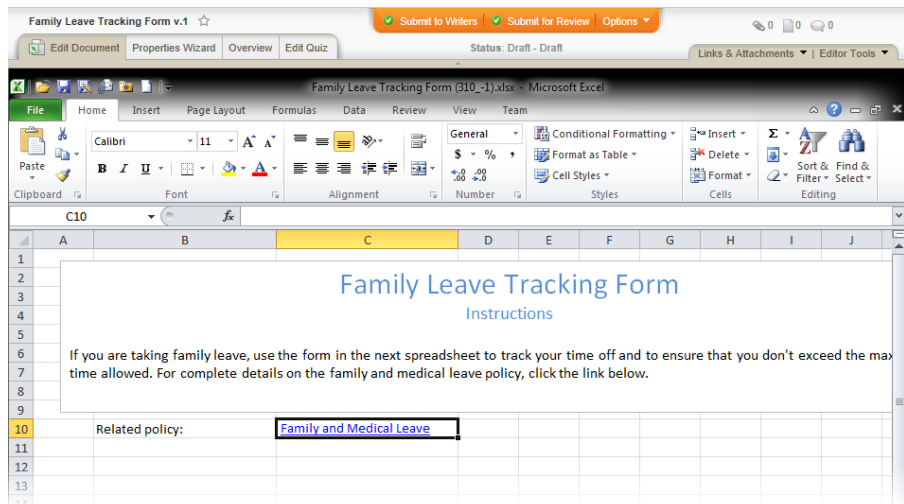 Family Leave Tracking Form v.1
Submit to Writers Submit for Review Options
0 0 0
Edit Document Properties Wizard Overview Edit Quiz
Status: Draft - Draft
Links & Attachments | Editor Tools
Family Leave Tracking Form (310_-1).xlsx - Microsoft Excel
File Home Insert Page Layout Formulas Data Review View Team
Paste
Calibri 11
B I U
General
$ % ,
Conditional Formatting
Format as Table
Cell Styles
Insert
Delete
Format
Sort & Filter
Find & Select
Clipboard Font Alignment Number Styles Cells Editing
C10 fx
A B C D E F G H I J
1
2
Family Leave Tracking Form
3
4
Instructions
5
6
If you are taking family leave, use the form in the next spreadsheet to track your time off and to ensure that you don't exceed the max
7
time allowed. For complete details on the family and medical leave policy, click the link below.
8
9
10 Related policy: Family and Medical Leave
11
12
13
14